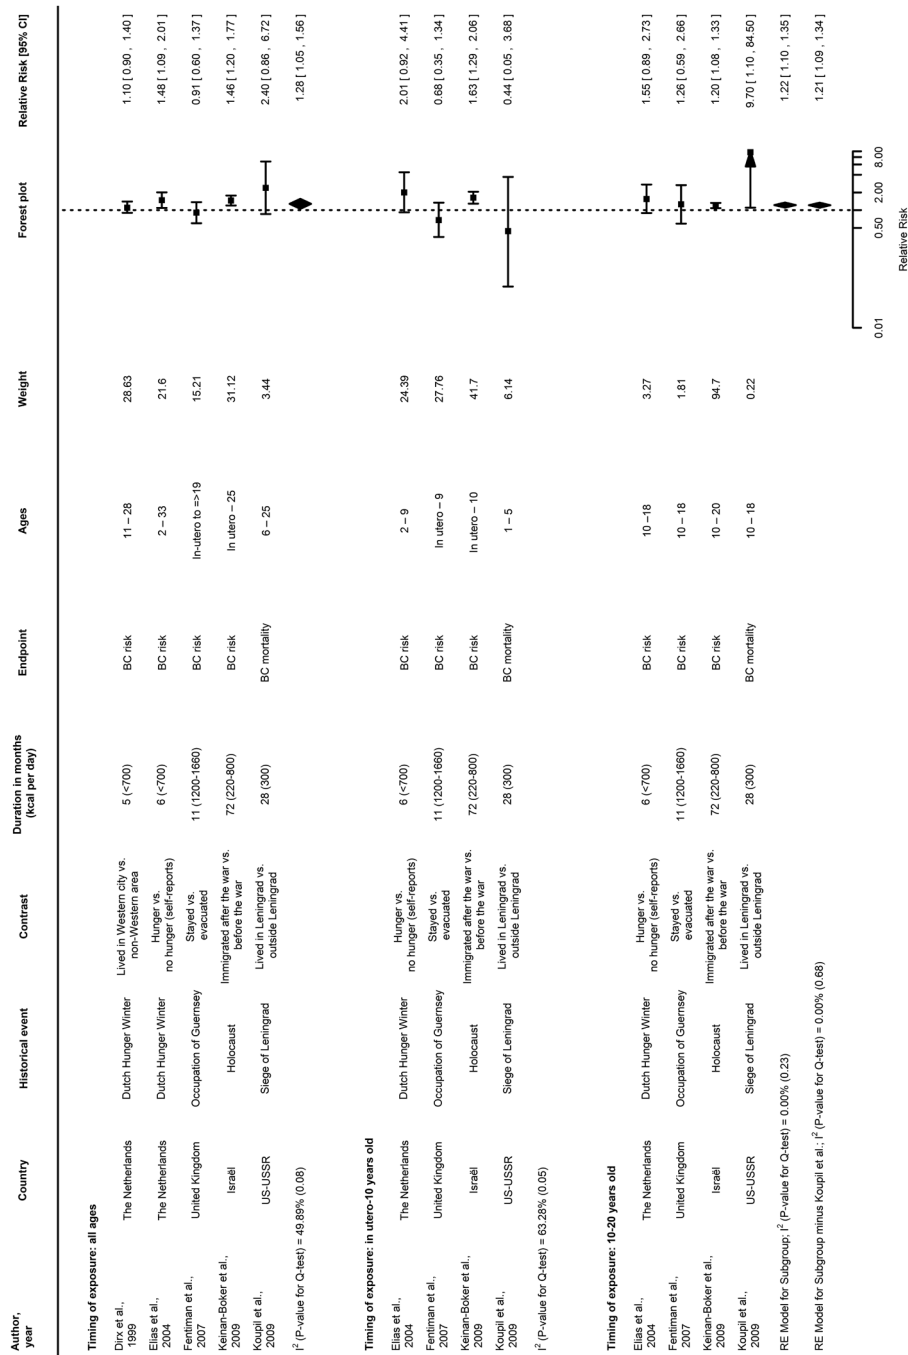 Author, year Country Historical event Contrast Duration in months (kcal per day) Endpoint Ages Weight Forest plot Relative Risk [95% CI]
Timing of exposure: all ages
Dirx et al., 1999 The Netherlands Dutch Hunger Winter Lived in Western city vs. non-Western area 5 (<700) BC risk 11 – 28 28.63 1.10 [ 0.90 , 1.40 ]
Elias et al., 2004 The Netherlands Dutch Hunger Winter Hunger vs. no hunger (self-reports) 6 (<700) BC risk 2 – 33 21.6 1.48 [ 1.09 , 2.01 ]
Fentiman et al., 2007 United Kingdom Occupation of Guernsey Stayed vs. evacuated 11 (1200-1660) BC risk In-utero to =>19 15.21 0.91 [ 0.60 , 1.37 ]
Keinan-Boker et al., 2009 Israël Holocaust Immigrated after the war vs. before the war 72 (220-800) BC risk In utero – 25 31.12 1.46 [ 1.20 , 1.77 ]
Koupil et al., 2009 US-USSR Siege of Leningrad Lived in Leningrad vs. outside Leningrad 28 (300) BC mortality 6 – 25 3.44 2.40 [ 0.86 , 6.72 ]
I² (P-value for Q-test) = 49.89% (0.08) 1.28 [ 1.05 , 1.56 ]
Timing of exposure: in utero-10 years old
Elias et al., 2004 The Netherlands Dutch Hunger Winter Hunger vs. no hunger (self-reports) 6 (<700) BC risk 2 – 9 24.39 2.01 [ 0.92 , 4.41 ]
Fentiman et al., 2007 United Kingdom Occupation of Guernsey Stayed vs. evacuated 11 (1200-1660) BC risk In utero – 9 27.76 0.68 [ 0.35 , 1.34 ]
Keinan-Boker et al., 2009 Israël Holocaust Immigrated after the war vs. before the war 72 (220-800) BC risk In utero – 10 41.7 1.63 [ 1.29 , 2.06 ]
Koupil et al., 2009 US-USSR Siege of Leningrad Lived in Leningrad vs. outside Leningrad 28 (300) BC mortality 1 – 5 6.14 0.44 [ 0.05 , 3.68 ]
I² (P-value for Q-test) = 63.28% (0.05)
Timing of exposure: 10-20 years old
Elias et al., 2004 The Netherlands Dutch Hunger Winter Hunger vs. no hunger (self-reports) 6 (<700) BC risk 10 –18 3.27 1.55 [ 0.89 , 2.73 ]
Fentiman et al., 2007 United Kingdom Occupation of Guernsey Stayed vs. evacuated 11 (1200-1660) BC risk 10 – 18 1.81 1.26 [ 0.59 , 2.66 ]
Keinan-Boker et al., 2009 Israël Holocaust Immigrated after the war vs. before the war 72 (220-800) BC risk 10 – 20 94.7 1.20 [ 1.08 , 1.33 ]
Koupil et al., 2009 US-USSR Siege of Leningrad Lived in Leningrad vs. outside Leningrad 28 (300) BC mortality 10 – 18 0.22 9.70 [ 1.10 , 84.50 ]
RE Model for Subgroup; I² (P-value for Q-test) = 0.00% (0.23) 1.22 [ 1.10 , 1.35 ]
RE Model for Subgroup minus Koupil et al.; I² (P-value for Q-test) = 0.00% (0.68) 1.21 [ 1.09 , 1.34 ]
0.01 0.50 2.00 8.00
Relative Risk